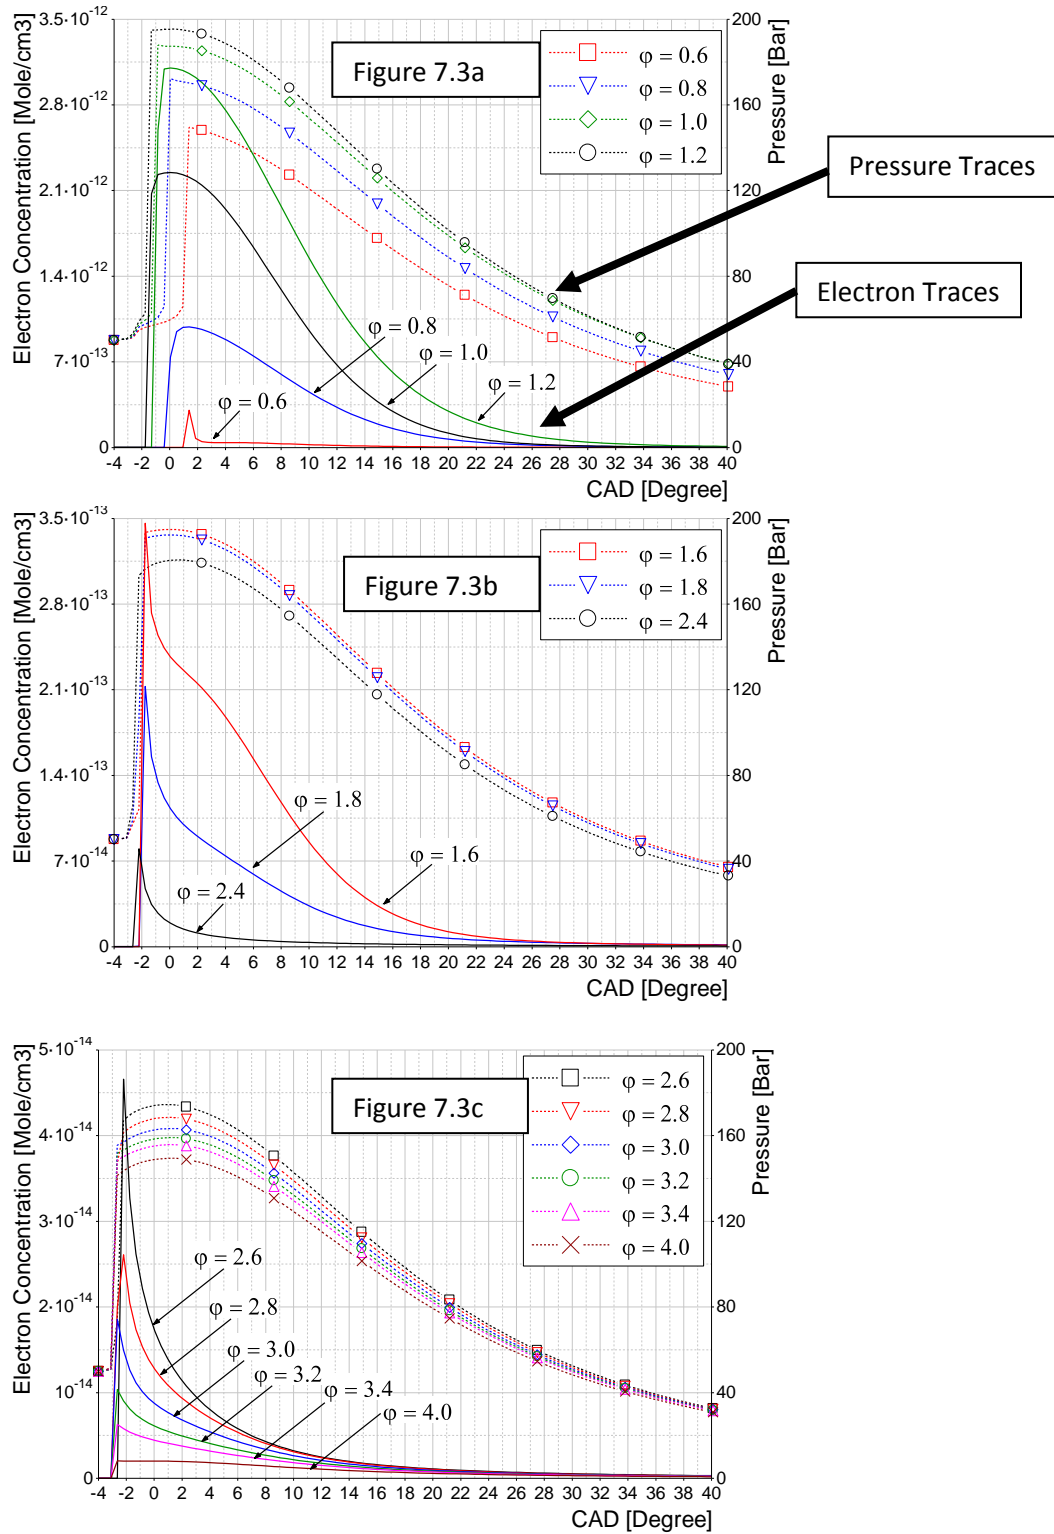 Electron Concentration [Mole/cm3]
3.5·10-12
2.8·10-12
2.1·10-12
1.4·10-12
7·10-13
0
Figure 7.3a
φ = 0.6
φ = 0.8
φ = 1.0
φ = 1.2
200
160
120
80
40
0
Pressure [Bar]
Pressure Traces
Electron Traces
φ = 0.8
φ = 1.0
φ = 1.2
φ = 0.6
-4 -2 0 2 4 6 8 10 12 14 16 18 20 22 24 26 28 30 32 34 36 38 40
CAD [Degree]
Electron Concentration [Mole/cm3]
3.5·10-13
2.8·10-13
2.1·10-13
1.4·10-13
7·10-14
0
Figure 7.3b
φ = 1.6
φ = 1.8
φ = 2.4
200
160
120
80
40
0
Pressure [Bar]
φ = 1.8
φ = 1.6
φ = 2.4
-4 -2 0 2 4 6 8 10 12 14 16 18 20 22 24 26 28 30 32 34 36 38 40
CAD [Degree]
Electron Concentration [Mole/cm3]
5·10-14
4·10-14
3·10-14
2·10-14
10-14
0
Figure 7.3c
φ = 2.6
φ = 2.8
φ = 3.0
φ = 3.2
φ = 3.4
φ = 4.0
200
160
120
80
40
0
Pressure [Bar]
φ = 2.6
φ = 2.8
φ = 3.0
φ = 3.2
φ = 3.4
φ = 4.0
-4 -2 0 2 4 6 8 10 12 14 16 18 20 22 24 26 28 30 32 34 36 38 40
CAD [Degree]